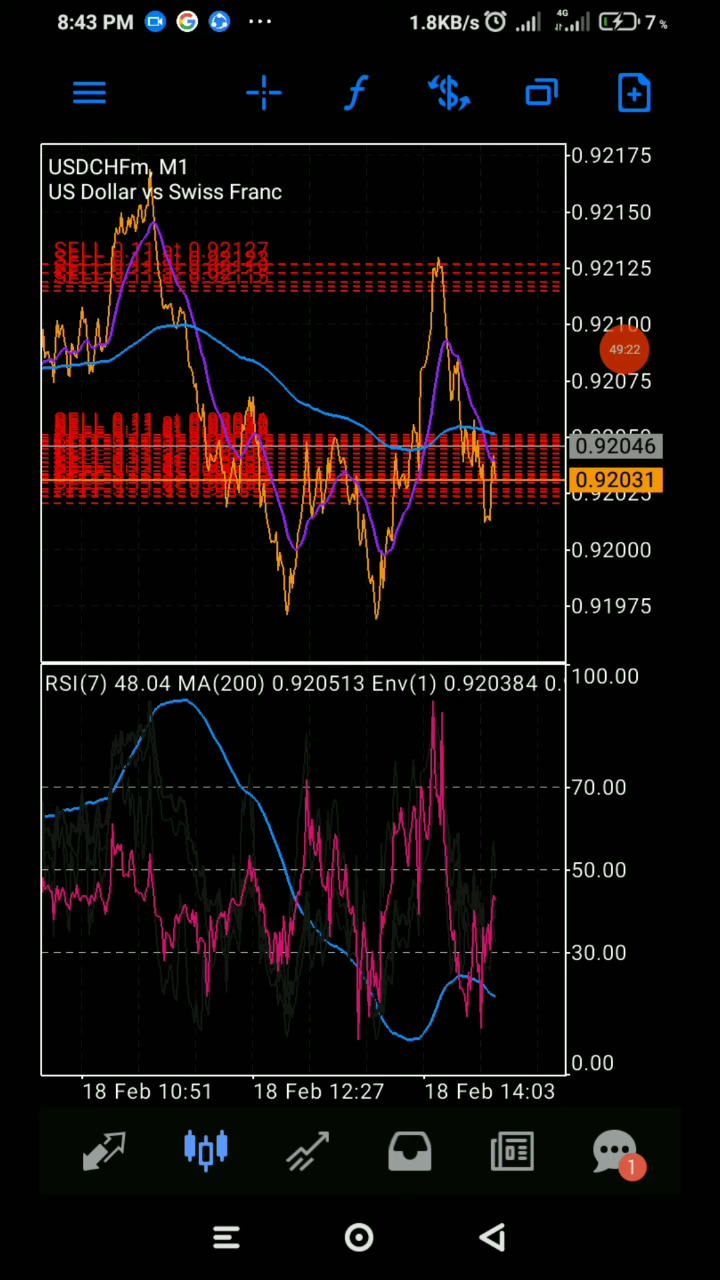 8:43 PM ... 1.8KB/s 4G 7%
USDCHFm, M1
US Dollar vs Swiss Franc
0.92175
0.92150
SELL 0.11 at 0.92127
0.92125
0.92100
49:22
0.92075
0.92046
0.92031
0.92025
0.92000
0.91975
RSI(7) 48.04 MA(200) 0.920513 Env(1) 0.920384 0.
100.00
70.00
50.00
30.00
0.00
18 Feb 10:51 18 Feb 12:27 18 Feb 14:03
1